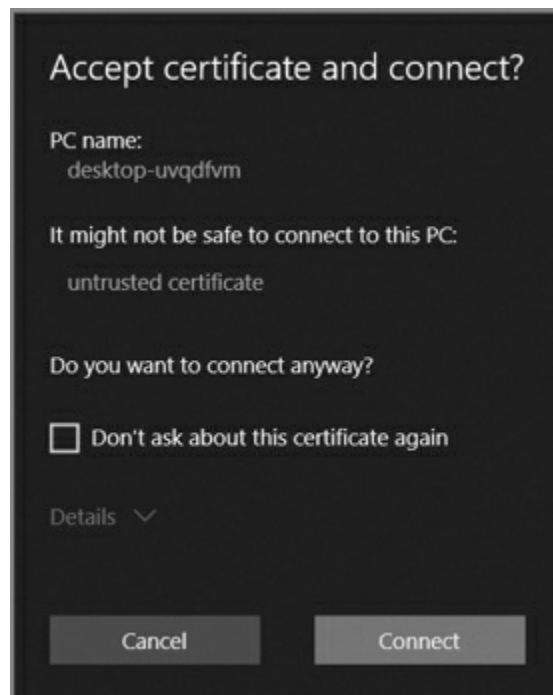 Accept certificate and connect?
PC name:
desktop-uvqdfvm
It might not be safe to connect to this PC:
untrusted certificate
Do you want to connect anyway?
Don't ask about this certificate again
Details
Cancel
Connect